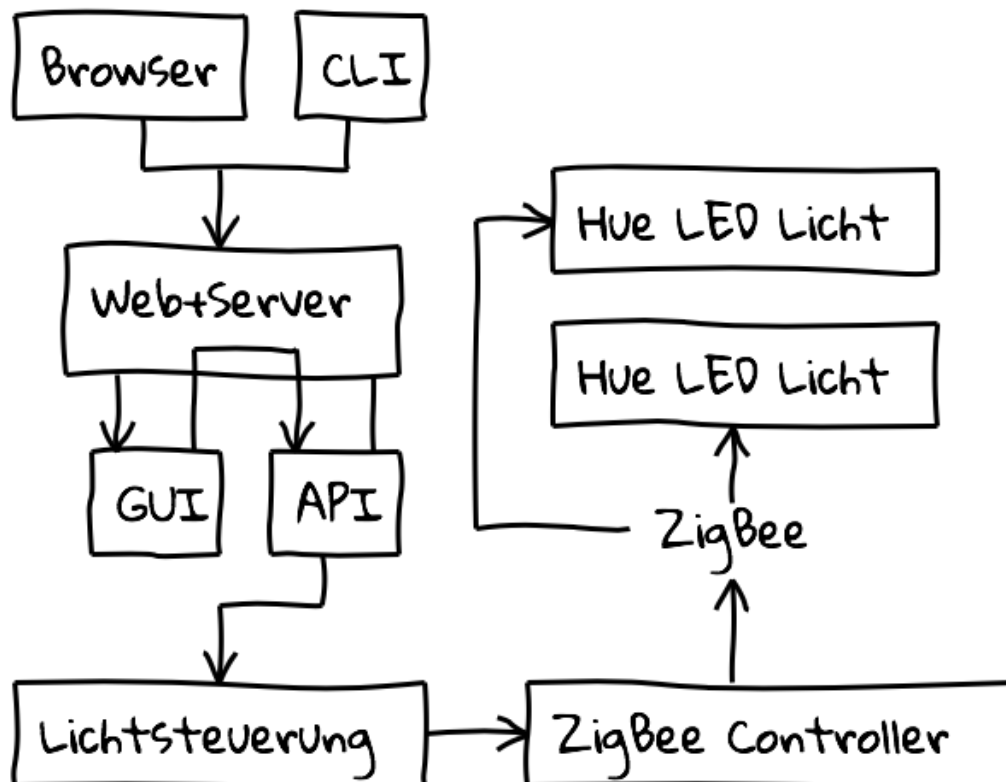 Browser
CLI
Web+Server
Hue LED Licht
Hue LED Licht
GUI
API
ZigBee
Lichtsteuerung
ZigBee Controller